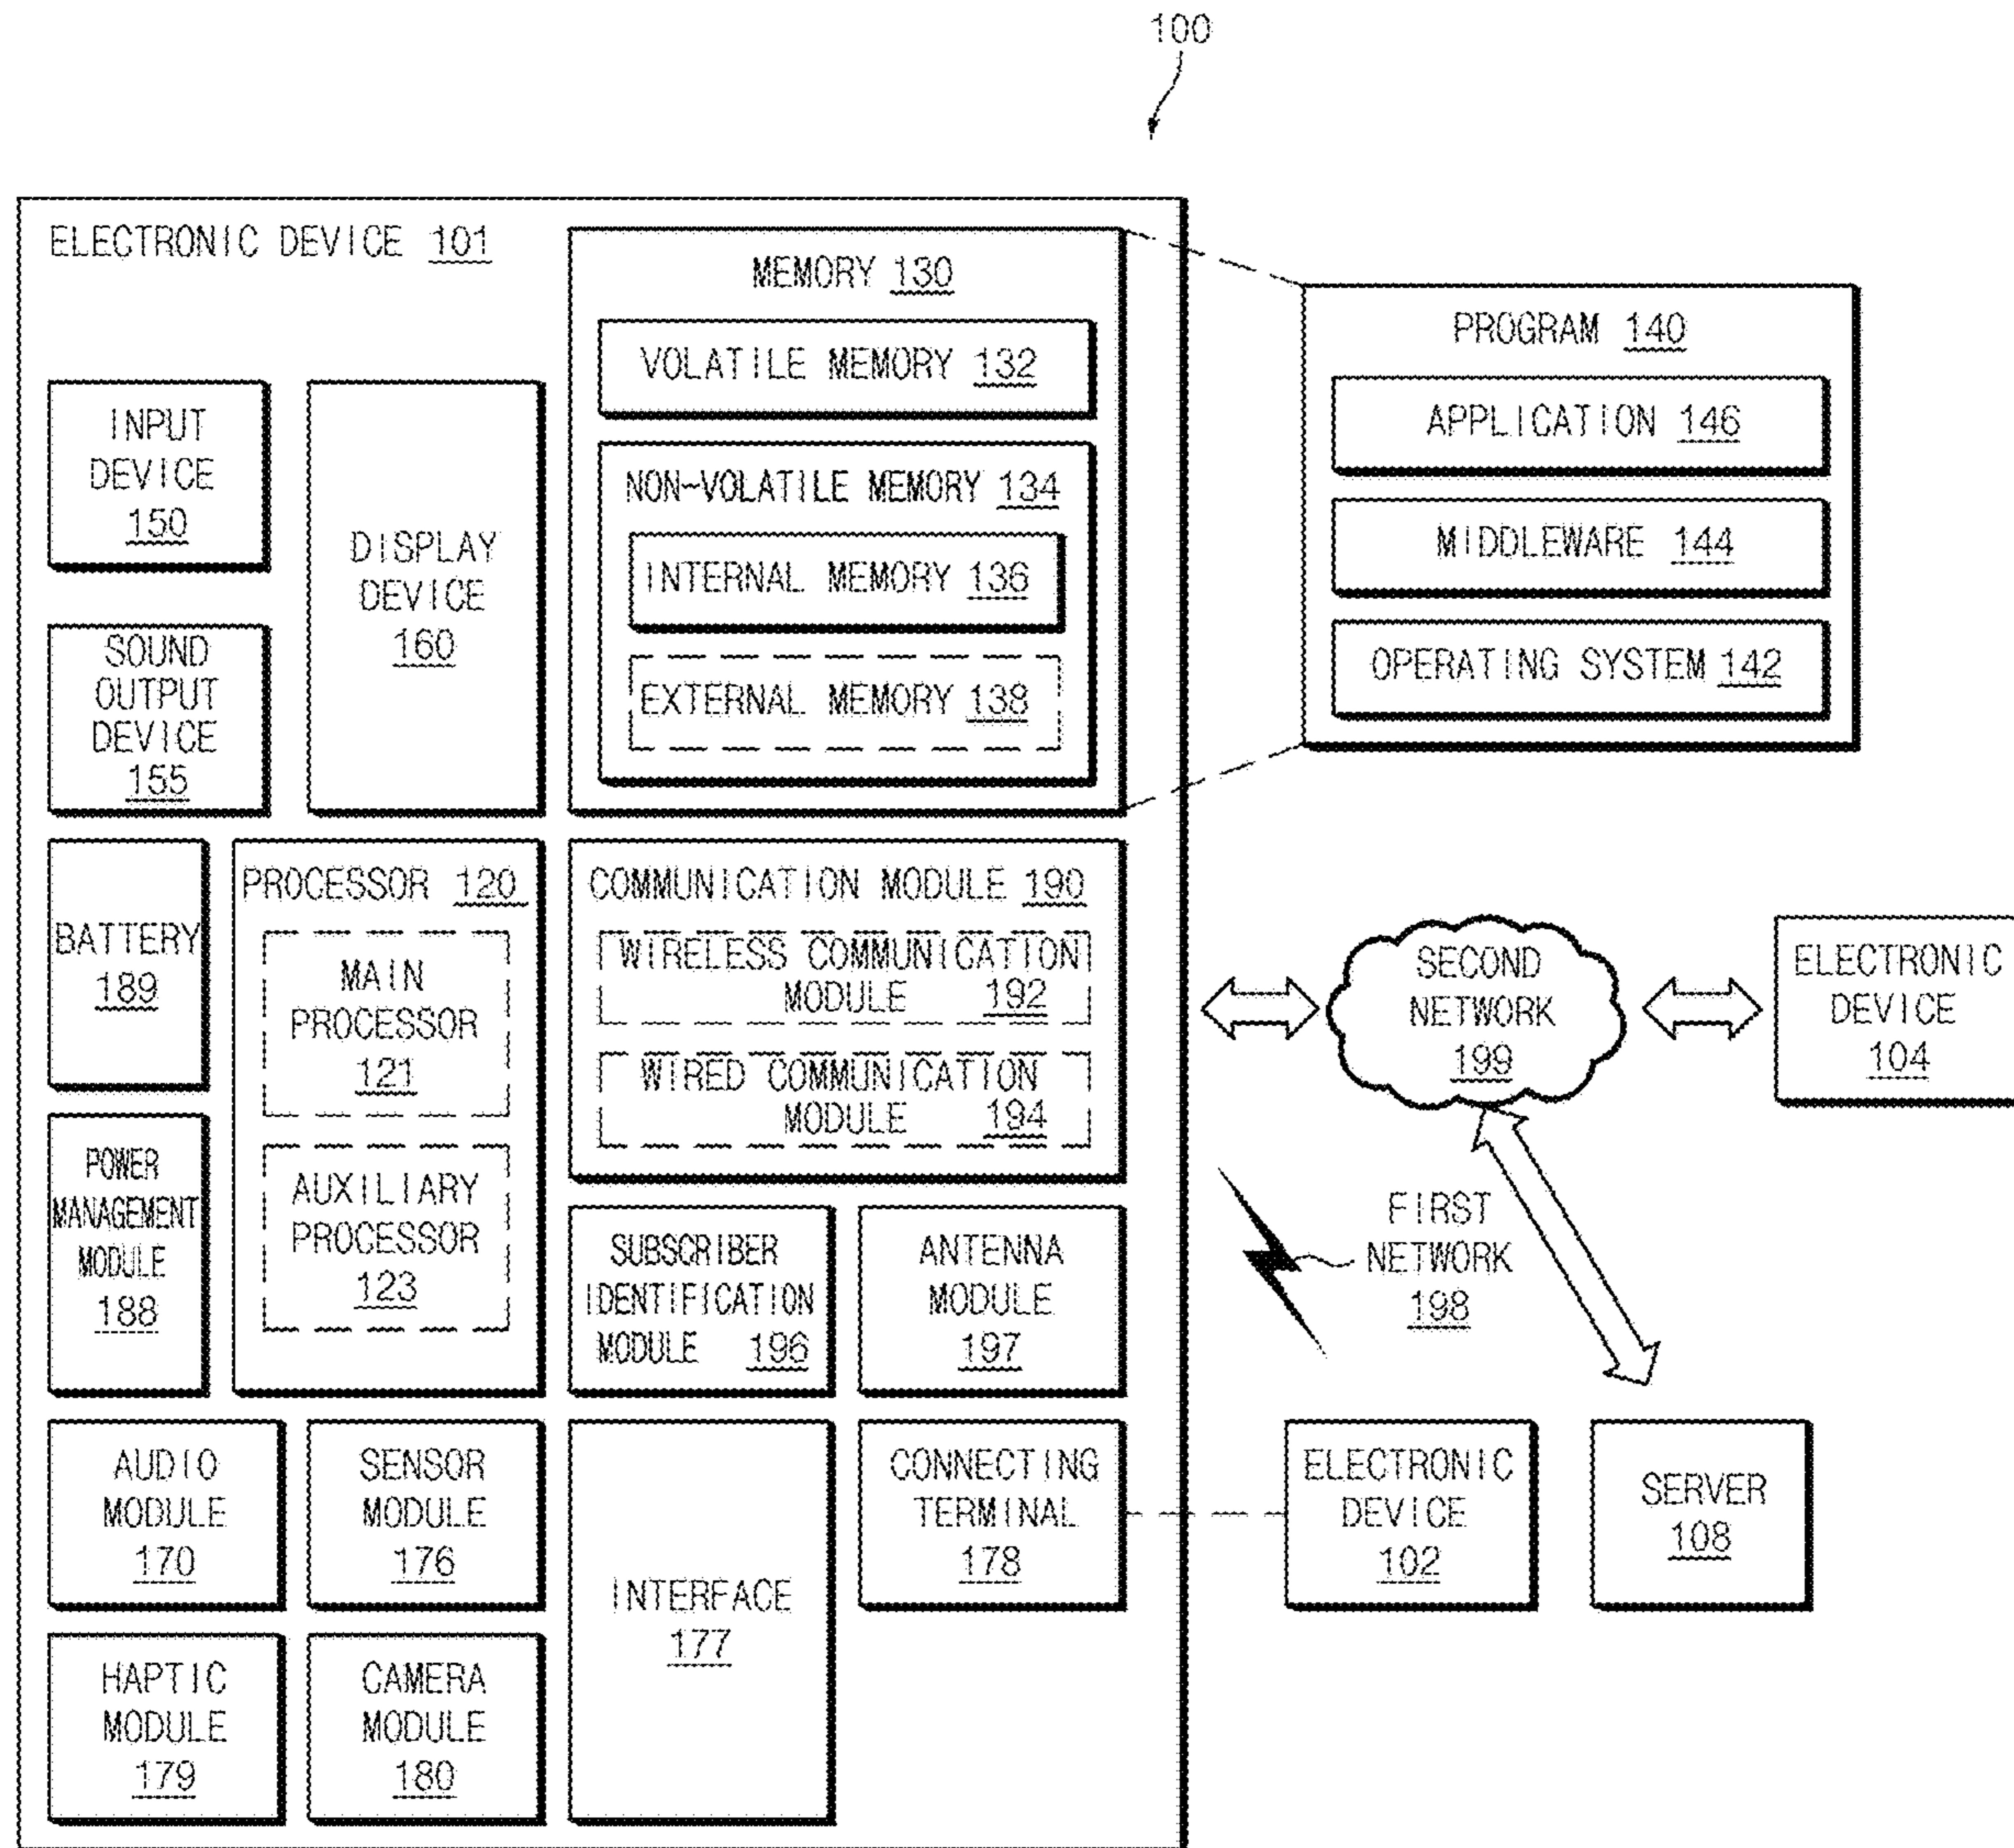 100
ELECTRONIC DEVICE 101
MEMORY 130
VOLATILE MEMORY 132
NON-VOLATILE MEMORY 134
INTERNAL MEMORY 136
EXTERNAL MEMORY 138
PROGRAM 140
APPLICATION 146
MIDDLEWARE 144
OPERATING SYSTEM 142
INPUT
DEVICE
150
SOUND
OUTPUT
DEVICE
155
DISPLAY
DEVICE
160
BATTERY
189
POWER
MANAGEMENT
MODULE
188
PROCESSOR 120
MAIN
PROCESSOR
121
AUXILIARY
PROCESSOR
123
COMMUNICATION MODULE 190
WIRELESS COMMUNICATION
MODULE 192
WIRED COMMUNICATION
MODULE 194
SUBSCRIBER
IDENTIFICATION
MODULE 196
ANTENNA
MODULE
197
SECOND
NETWORK
199
ELECTRONIC
DEVICE
104
FIRST
NETWORK
198
AUDIO
MODULE
170
SENSOR
MODULE
176
INTERFACE
177
CONNECTING
TERMINAL
178
ELECTRONIC
DEVICE
102
SERVER
108
HAPTIC
MODULE
179
CAMERA
MODULE
180